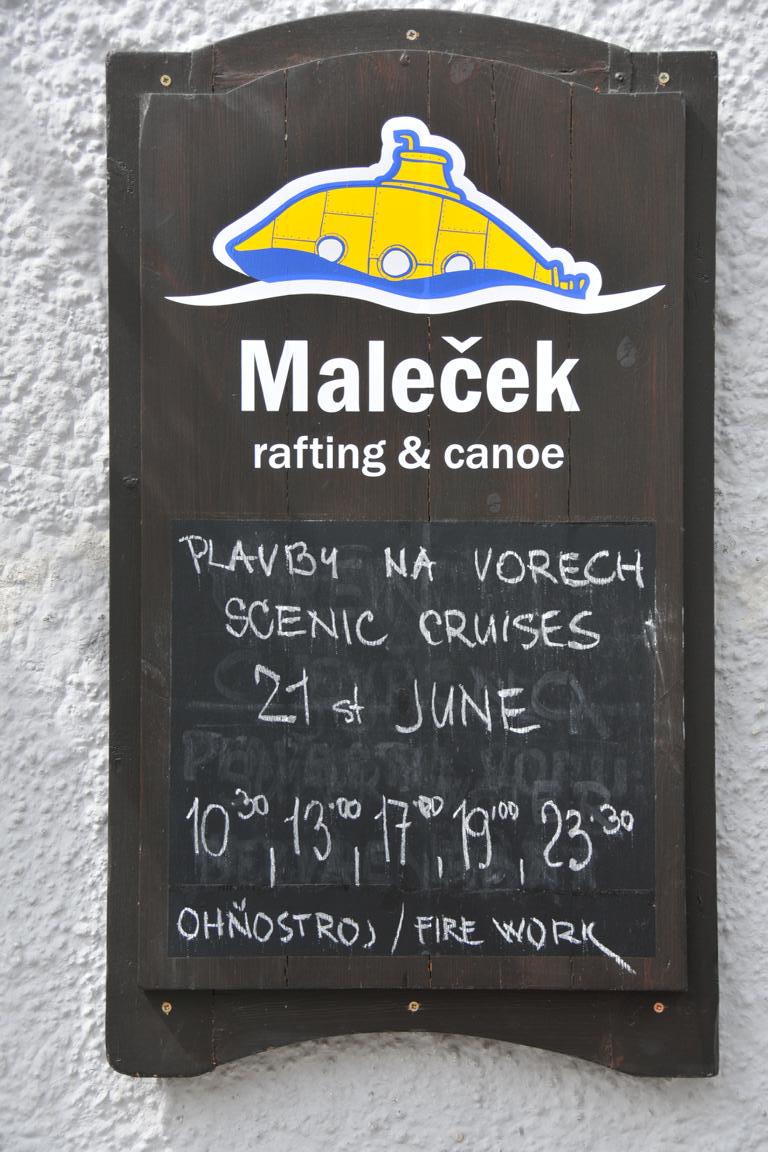 Maleček
rafting & canoe
PLAVBY NA VORECH
SCENIC CRUISES
21st JUNE
10:30, 13:00, 17:00, 19:00, 23:30
OHŇOSTROJ / FIRE WORK